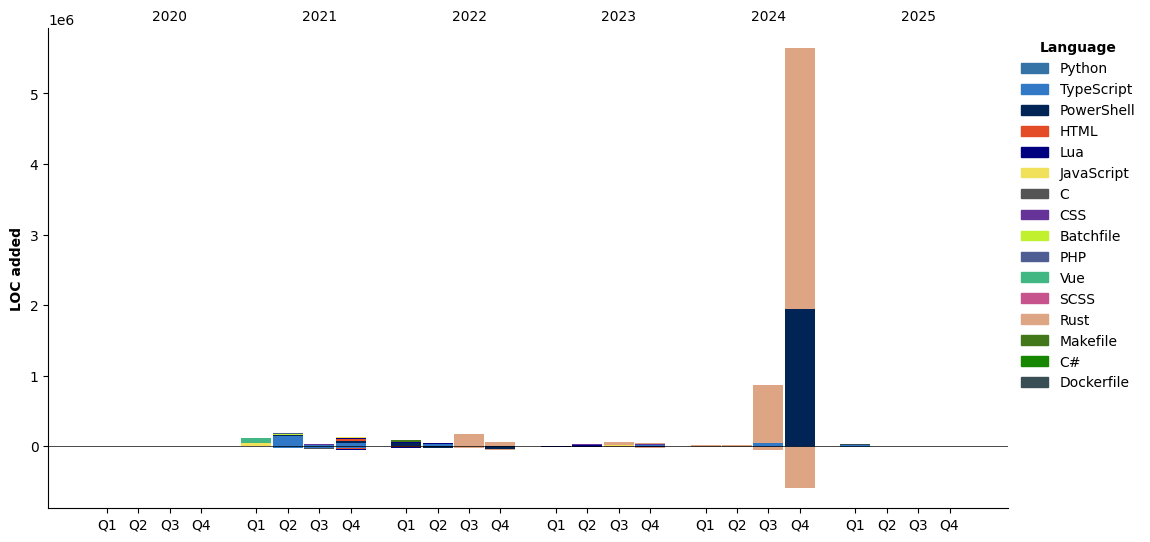 1e6
2020 2021 2022 2023 2024 2025
Language
Python
TypeScript
PowerShell
HTML
Lua
JavaScript
C
CSS
Batchfile
PHP
Vue
SCSS
Rust
Makefile
C#
Dockerfile
LOC added
5
4
3
2
1
0
Q1 Q2 Q3 Q4 Q1 Q2 Q3 Q4 Q1 Q2 Q3 Q4 Q1 Q2 Q3 Q4 Q1 Q2 Q3 Q4 Q1 Q2 Q3 Q4